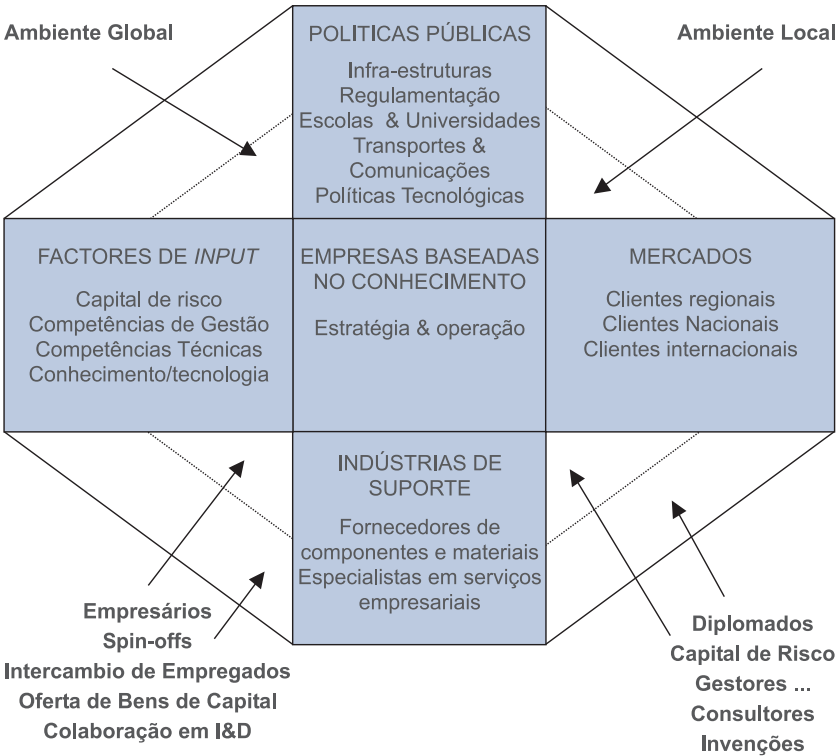 Ambiente Global
Ambiente Local
POLITICAS PÚBLICAS
Infra-estruturas
Regulamentação
Escolas & Universidades
Transportes &
Comunicações
Políticas Tecnológicas
FACTORES DE INPUT
Capital de risco
Competências de Gestão
Competências Técnicas
Conhecimento/tecnologia
EMPRESAS BASEADAS
NO CONHECIMENTO
Estratégia & operação
MERCADOS
Clientes regionais
Clientes Nacionais
Clientes internacionais
INDÚSTRIAS DE
SUPORTE
Fornecedores de
componentes e materiais
Especialistas em serviços
empresariais
Empresários
Spin-offs
Intercambio de Empregados
Oferta de Bens de Capital
Colaboração em I&D
Diplomados
Capital de Risco
Gestores ...
Consultores
Invenções